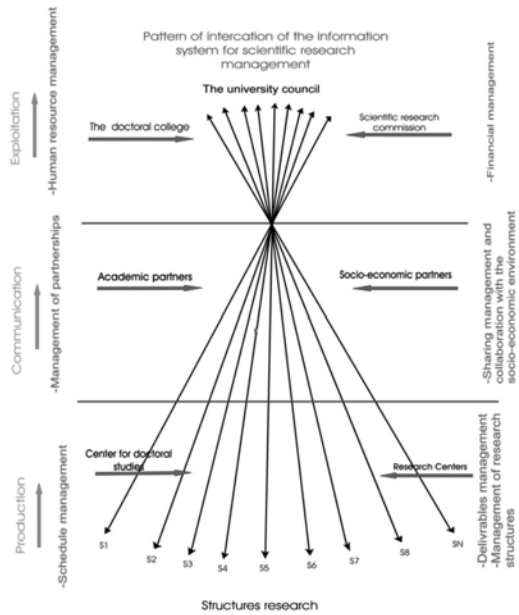 Pattern of intercation of the information
system for scientific research
management
The university council
Exploitation
-Human resource management
The doctoral college
Scientific research
commission
-Financial management
Communication
-Management of partnerships
Academic partners
Socio-economic partners
-Sharing management and
collaboration with the
socio-economic environment
Production
-Schedule management
Center for doctoral
studies
Research Centers
-Delivrables management
-Management of research
structures
S1
S2
S3
S4
S5
S6
S7
S8
SN
Structures research